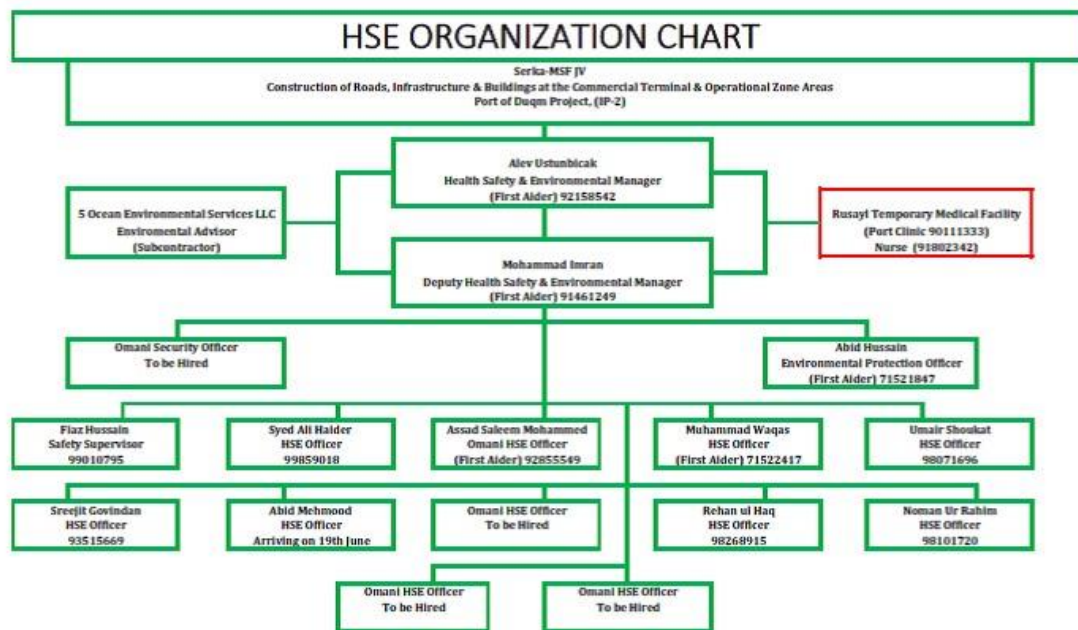 HSE ORGANIZATION CHART
Serka-MSF JV
Construction of Roads, Infrastructure & Buildings at the Commercial Terminal & Operational Zone Areas
Port of Duqm Project, (IP-2)
Alev Ustunbicak
Health Safety & Environmental Manager
(First Aider) 92158542
5 Ocean Environmental Services LLC
Enviromental Advisor
(Subcontractor)
Rusayl Temporary Medical Facility
(Port Clinic 90111333)
Nurse (91802342)
Mohammad Imran
Deputy Health Safety & Environmental Manager
(First Aider) 91461249
Omani Security Officer
To be Hired
Abid Hussain
Environmental Protection Officer
(First Aider) 71521847
Fiaz Hussain
Safety Supervisor
99010795
Syed Ali Haider
HSE Officer
99859018
Assad Saleem Mohammed
Omani HSE Officer
(First Aider) 92855549
Muhammad Waqas
HSE Officer
(First Aider) 71522417
Umair Shoukat
HSE Officer
98071696
Sreejit Govindan
HSE Officer
93515669
Abid Mehmood
HSE Officer
Arriving on 19th June
Omani HSE Officer
To be Hired
Rehan ul Haq
HSE Officer
98268915
Noman Ur Rahim
HSE Officer
98101720
Omani HSE Officer
To be Hired
Omani HSE Officer
To be Hired